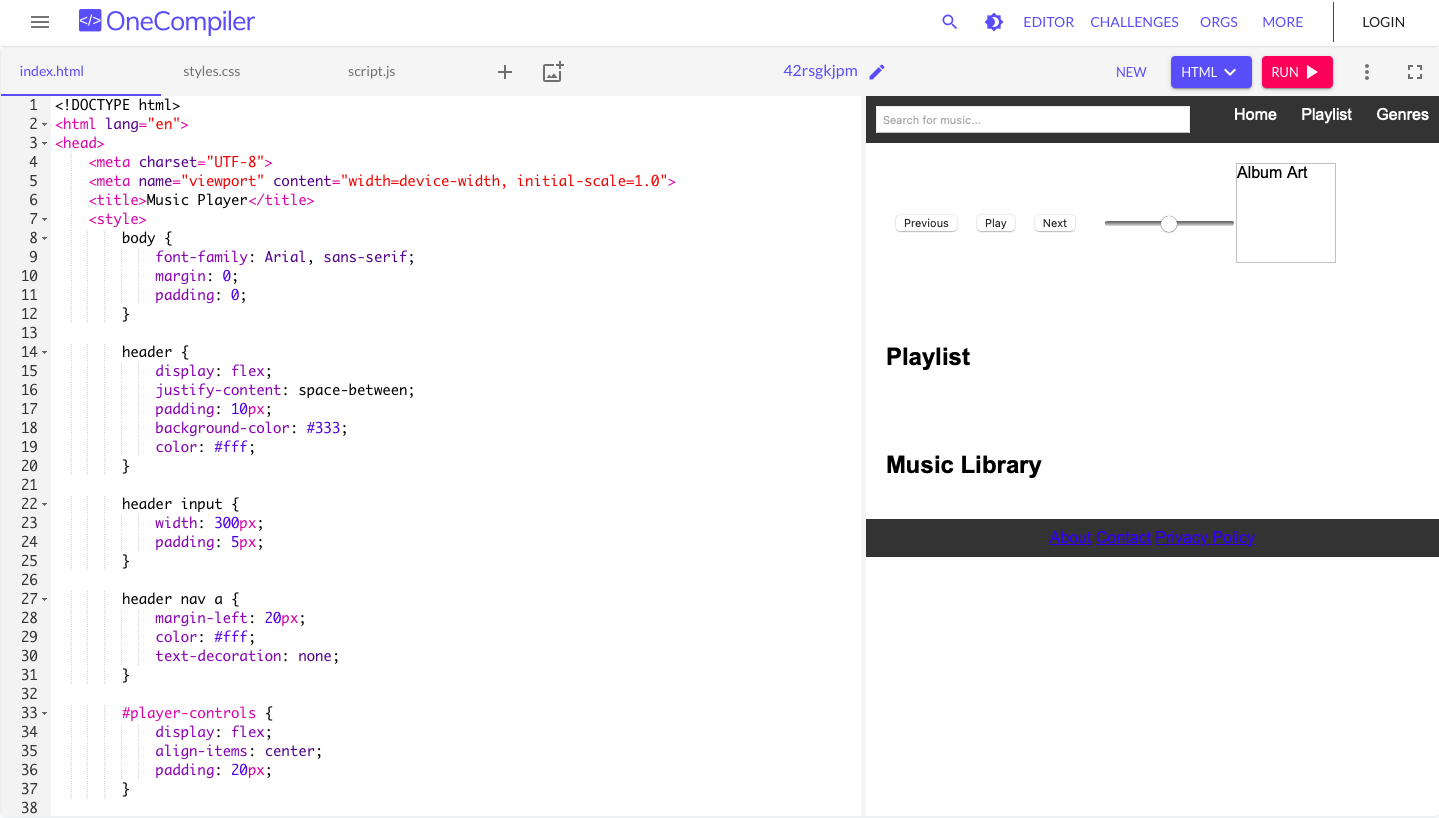 </> OneCompiler
EDITOR CHALLENGES ORGS MORE LOGIN
index.html styles.css script.js 42rsgkjpm NEW HTML RUN
1 <!DOCTYPE html>
2 <html lang="en">
3 <head>
4 <meta charset="UTF-8">
5 <meta name="viewport" content="width=device-width, initial-scale=1.0">
6 <title>Music Player</title>
7 <style>
8 body {
9 font-family: Arial, sans-serif;
10 margin: 0;
11 padding: 0;
12 }
13
14 header {
15 display: flex;
16 justify-content: space-between;
17 padding: 10px;
18 background-color: #333;
19 color: #fff;
20 }
21
22 header input {
23 width: 300px;
24 padding: 5px;
25 }
26
27 header nav a {
28 margin-left: 20px;
29 color: #fff;
30 text-decoration: none;
31 }
32
33 #player-controls {
34 display: flex;
35 align-items: center;
36 padding: 20px;
37 }
38
Search for music... Home Playlist Genres
Album Art
Previous Play Next
Playlist
Music Library
About Contact Privacy Policy